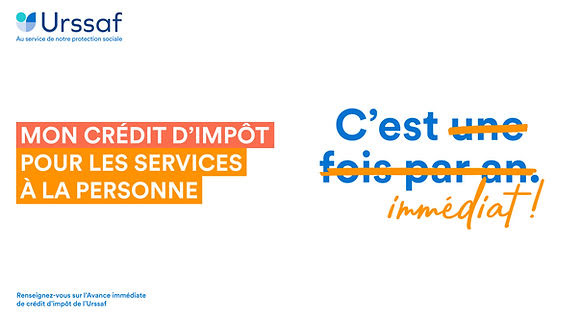 Urssaf
Au service de notre protection sociale
MON CRÉDIT D'IMPÔT
POUR LES SERVICES
À LA PERSONNE
C'est une
fois par an.
immédiat !
Renseignez-vous sur l'Avance immédiate
de crédit d'impôt de l'Urssaf